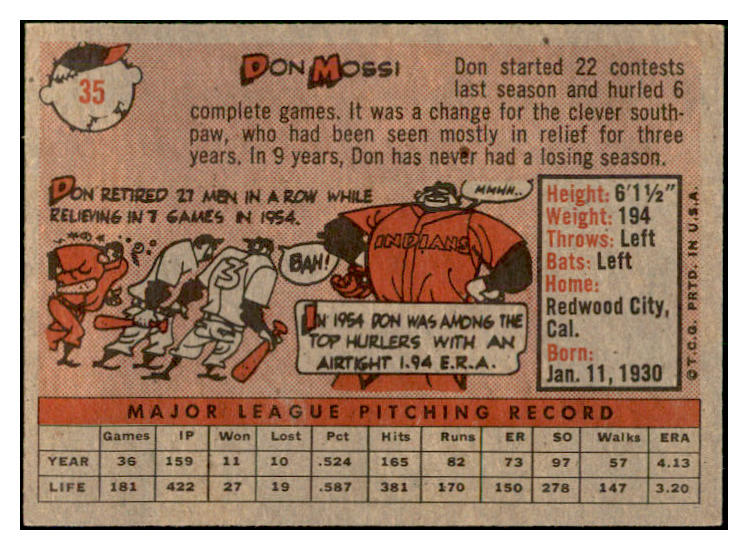 35
DON MOSSI
Don started 22 contests
last season and hurled 6
complete games. It was a change for the clever south-
paw, who had been seen mostly in relief for three
years. In 9 years, Don has never had a losing season.
DON RETIRED 27 MEN IN A ROW WHILE
RELIEVING IN 7 GAMES IN 1954.
MMHH..
INDIANS
3
BAH!
IN 1954 DON WAS AMONG THE
TOP HURLERS WITH AN
AIRTIGHT 1.94 E.R.A.
Height: 6'1½"
Weight: 194
Throws: Left
Bats: Left
Home:
Redwood City,
Cal.
Born:
Jan. 11, 1930
© T.C.G. PRTD. IN U.S.A.
MAJOR LEAGUE PITCHING RECORD
Games IP Won Lost Pct Hits Runs ER SO Walks ERA
YEAR 36 159 11 10 .524 165 82 73 97 57 4.13
LIFE 181 422 27 19 .587 381 170 150 278 147 3.20